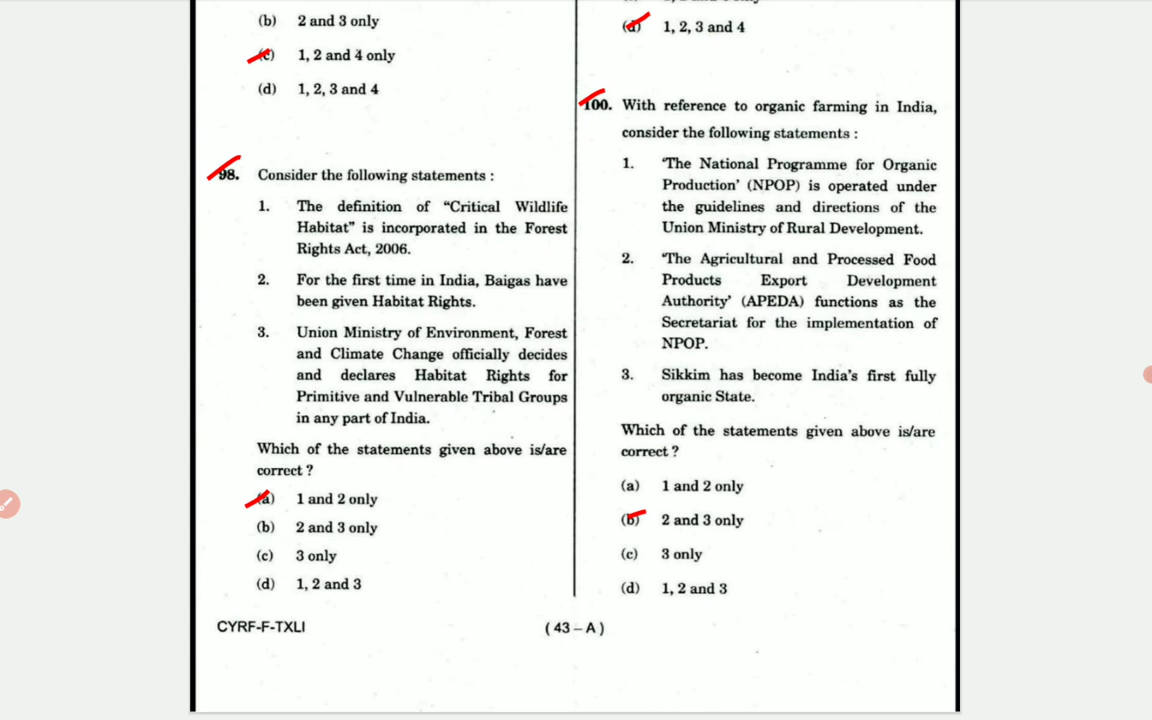 (b) 2 and 3 only
(c) 1, 2 and 4 only
(d) 1, 2, 3 and 4
98. Consider the following statements :
1. The definition of “Critical Wildlife
Habitat” is incorporated in the Forest
Rights Act, 2006.
2. For the first time in India, Baigas have
been given Habitat Rights.
3. Union Ministry of Environment, Forest
and Climate Change officially decides
and declares Habitat Rights for
Primitive and Vulnerable Tribal Groups
in any part of India.
Which of the statements given above is/are
correct ?
(a) 1 and 2 only
(b) 2 and 3 only
(c) 3 only
(d) 1, 2 and 3
(d) 1, 2, 3 and 4
100. With reference to organic farming in India,
consider the following statements :
1. ‘The National Programme for Organic
Production’ (NPOP) is operated under
the guidelines and directions of the
Union Ministry of Rural Development.
2. ‘The Agricultural and Processed Food
Products Export Development
Authority’ (APEDA) functions as the
Secretariat for the implementation of
NPOP.
3. Sikkim has become India’s first fully
organic State.
Which of the statements given above is/are
correct ?
(a) 1 and 2 only
(b) 2 and 3 only
(c) 3 only
(d) 1, 2 and 3
CYRF-F-TXLI
( 43 – A )